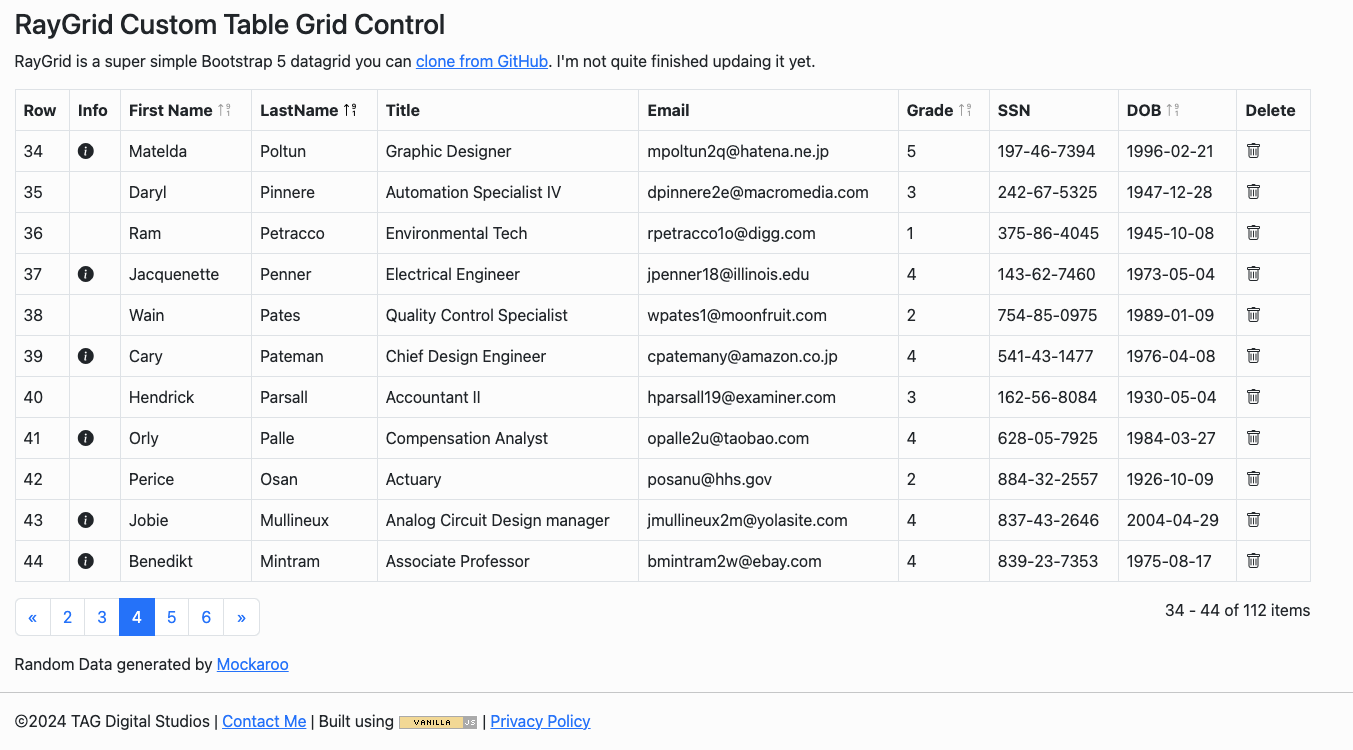 RayGrid Custom Table Grid Control
RayGrid is a super simple Bootstrap 5 datagrid you can clone from GitHub. I'm not quite finished updaing it yet.
Row Info First Name LastName Title Email Grade SSN DOB Delete
34 Matelda Poltun Graphic Designer mpoltun2q@hatena.ne.jp 5 197-46-7394 1996-02-21
35 Daryl Pinnere Automation Specialist IV dpinnere2e@macromedia.com 3 242-67-5325 1947-12-28
36 Ram Petracco Environmental Tech rpetracco1o@digg.com 1 375-86-4045 1945-10-08
37 Jacquenette Penner Electrical Engineer jpenner18@illinois.edu 4 143-62-7460 1973-05-04
38 Wain Pates Quality Control Specialist wpates1@moonfruit.com 2 754-85-0975 1989-01-09
39 Cary Pateman Chief Design Engineer cpatemany@amazon.co.jp 4 541-43-1477 1976-04-08
40 Hendrick Parsall Accountant II hparsall19@examiner.com 3 162-56-8084 1930-05-04
41 Orly Palle Compensation Analyst opalle2u@taobao.com 4 628-05-7925 1984-03-27
42 Perice Osan Actuary posanu@hhs.gov 2 884-32-2557 1926-10-09
43 Jobie Mullineux Analog Circuit Design manager jmullineux2m@yolasite.com 4 837-43-2646 2004-04-29
44 Benedikt Mintram Associate Professor bmintram2w@ebay.com 4 839-23-7353 1975-08-17
« 2 3 4 5 6 »
34 - 44 of 112 items
Random Data generated by Mockaroo
©2024 TAG Digital Studios | Contact Me | Built using VANILLA JS | Privacy Policy